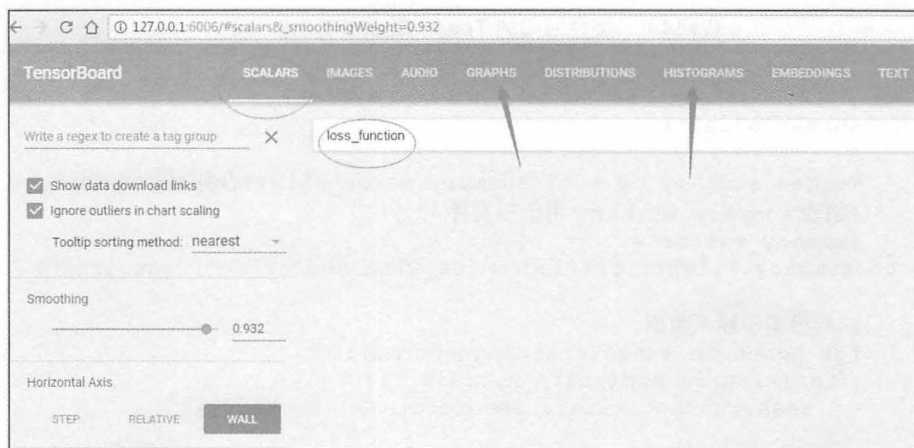 127.0.0.1:6006/#scalars&_smoothingWeight=0.932
TensorBoard SCALARS IMAGES AUDIO GRAPHS DISTRIBUTIONS HISTOGRAMS EMBEDDINGS TEXT
Write a regex to create a tag group
loss_function
Show data download links
Ignore outliers in chart scaling
Tooltip sorting method: nearest
Smoothing
0.932
Horizontal Axis
STEP RELATIVE WALL